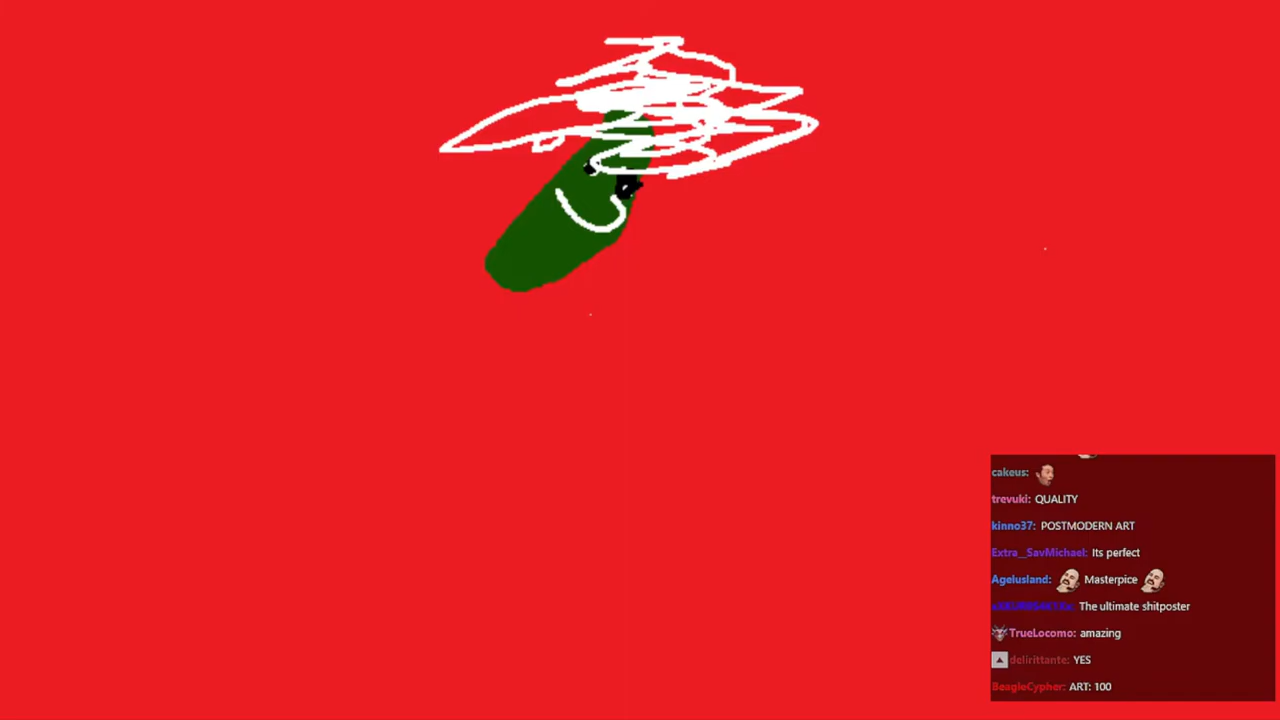 cakeus:
trevuki: QUALITY
kinno37: POSTMODERN ART
Extra__SavMichael: Its perfect
Agelusland: Masterpice
The ultimate shitposter
TrueLocomo: amazing
delirittante: YES
BeagleCypher: ART: 100